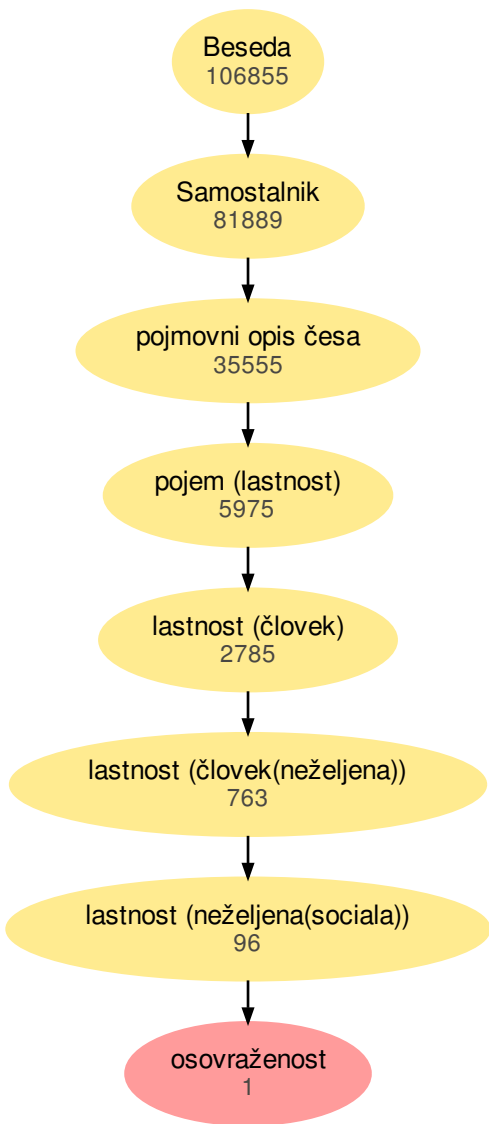 Beseda
106855
Samostalnik
81889
pojmovni opis česa
35555
pojem (lastnost)
5975
lastnost (človek)
2785
lastnost (človek(neželjena))
763
lastnost (neželjena(sociala))
96
osovraženost
1